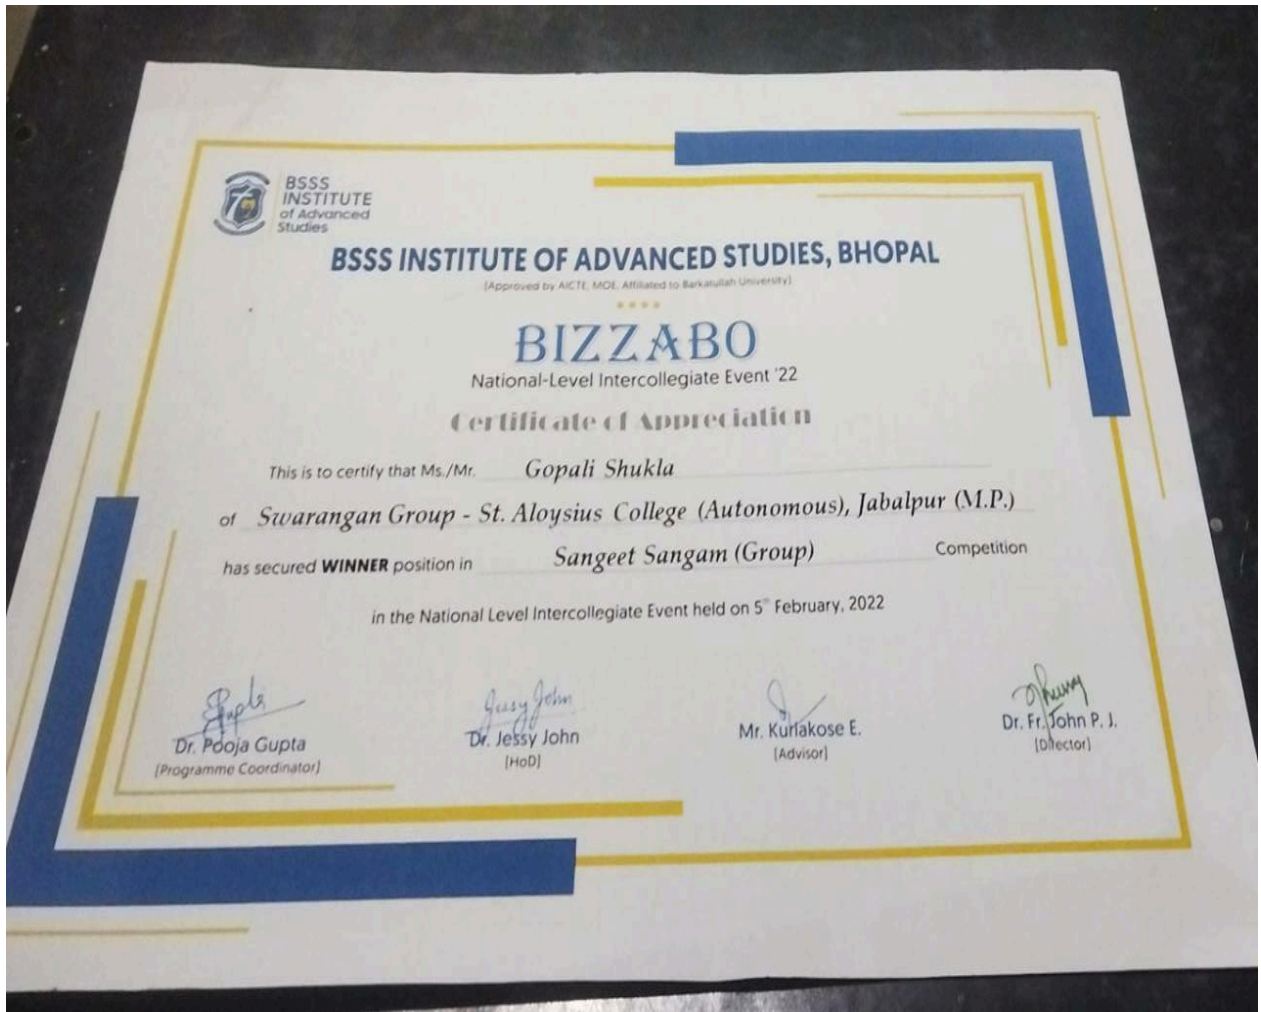 BSSS
INSTITUTE
of Advanced
Studies
BSSS INSTITUTE OF ADVANCED STUDIES, BHOPAL
(Approved by AICTE, MOE, Affiliated to Barkatullah University)
BIZZABO
National-Level Intercollegiate Event '22
Certificate of Appreciation
This is to certify that Ms./Mr. Gopali Shukla
of Swarangan Group - St. Aloysius College (Autonomous), Jabalpur (M.P.)
has secured WINNER position in Sangeet Sangam (Group) Competition
in the National Level Intercollegiate Event held on 5th February, 2022
Jessy John
Dr. Pooja Gupta Dr. Jessy John Mr. Kuriakose E. Dr. Fr. John P. J.
(Programme Coordinator) (HoD) (Advisor) (Director)